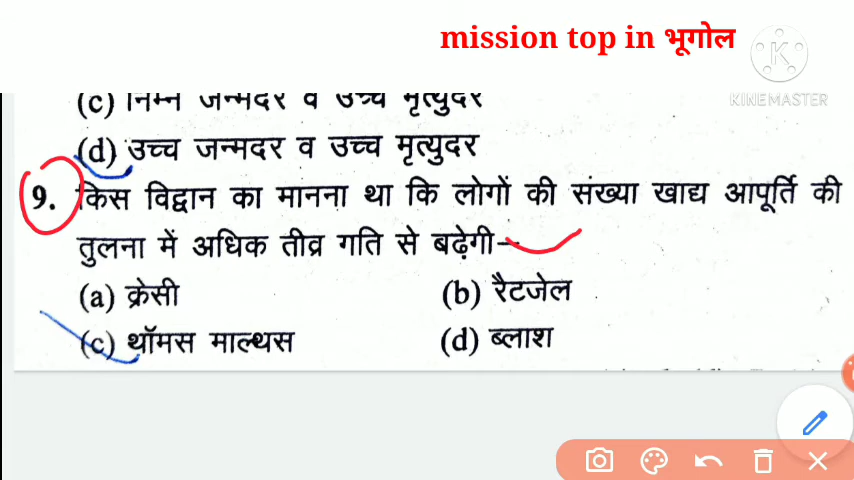 mission top in भूगोल
KINEMASTER
(c) निम्न जन्मदर व उच्च मृत्युदर
(d) उच्च जन्मदर व उच्च मृत्युदर
9. किस विद्वान का मानना था कि लोगों की संख्या खाद्य आपूर्ति की
तुलना में अधिक तीव्र गति से बढ़ेगी–
(a) क्रेसी (b) रैटजेल
(c) थॉमस माल्थस (d) ब्लाश